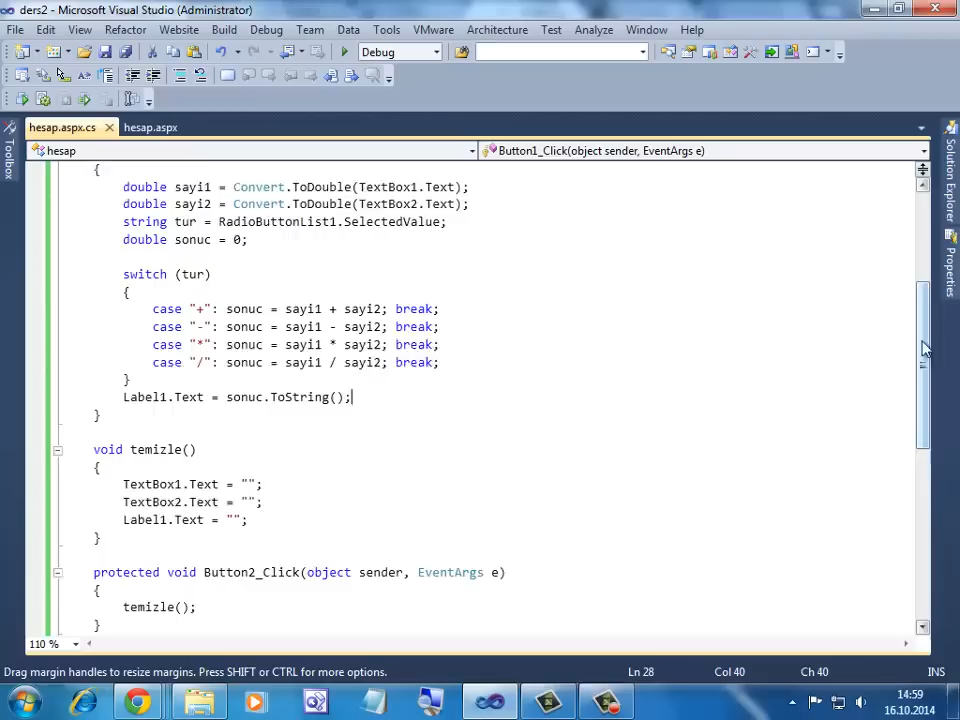 ders2 - Microsoft Visual Studio (Administrator)
File Edit View Refactor Website Build Debug Team Data Tools VMware Architecture Test Analyze Window Help
Debug
hesap.aspx.cs hesap.aspx
hesap Button1_Click(object sender, EventArgs e)
Toolbox
Solution Explorer
Properties
{
double sayi1 = Convert.ToDouble(TextBox1.Text);
double sayi2 = Convert.ToDouble(TextBox2.Text);
string tur = RadioButtonList1.SelectedValue;
double sonuc = 0;
switch (tur)
{
case "+": sonuc = sayi1 + sayi2; break;
case "-": sonuc = sayi1 - sayi2; break;
case "*": sonuc = sayi1 * sayi2; break;
case "/": sonuc = sayi1 / sayi2; break;
}
Label1.Text = sonuc.ToString();
}
void temizle()
{
TextBox1.Text = "";
TextBox2.Text = "";
Label1.Text = "";
}
protected void Button2_Click(object sender, EventArgs e)
{
temizle();
}
110 %
Drag margin handles to resize margins. Press SHIFT or CTRL for more options. Ln 28 Col 40 Ch 40 INS
14:59
16.10.2014